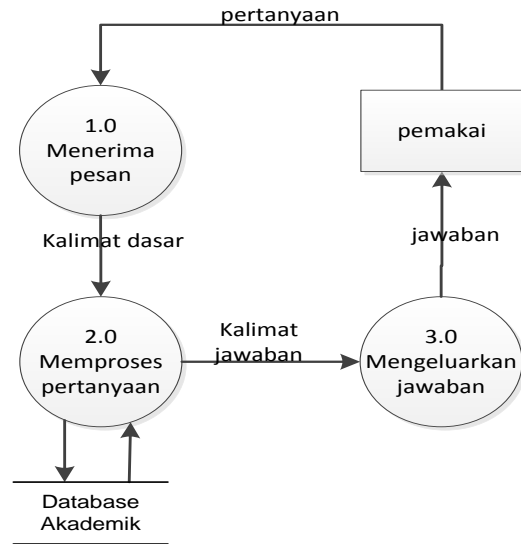 pertanyaan
1.0
Menerima
pesan
pemakai
Kalimat dasar
jawaban
2.0
Memproses
pertanyaan
Kalimat
jawaban
3.0
Mengeluarkan
jawaban
Database
Akademik